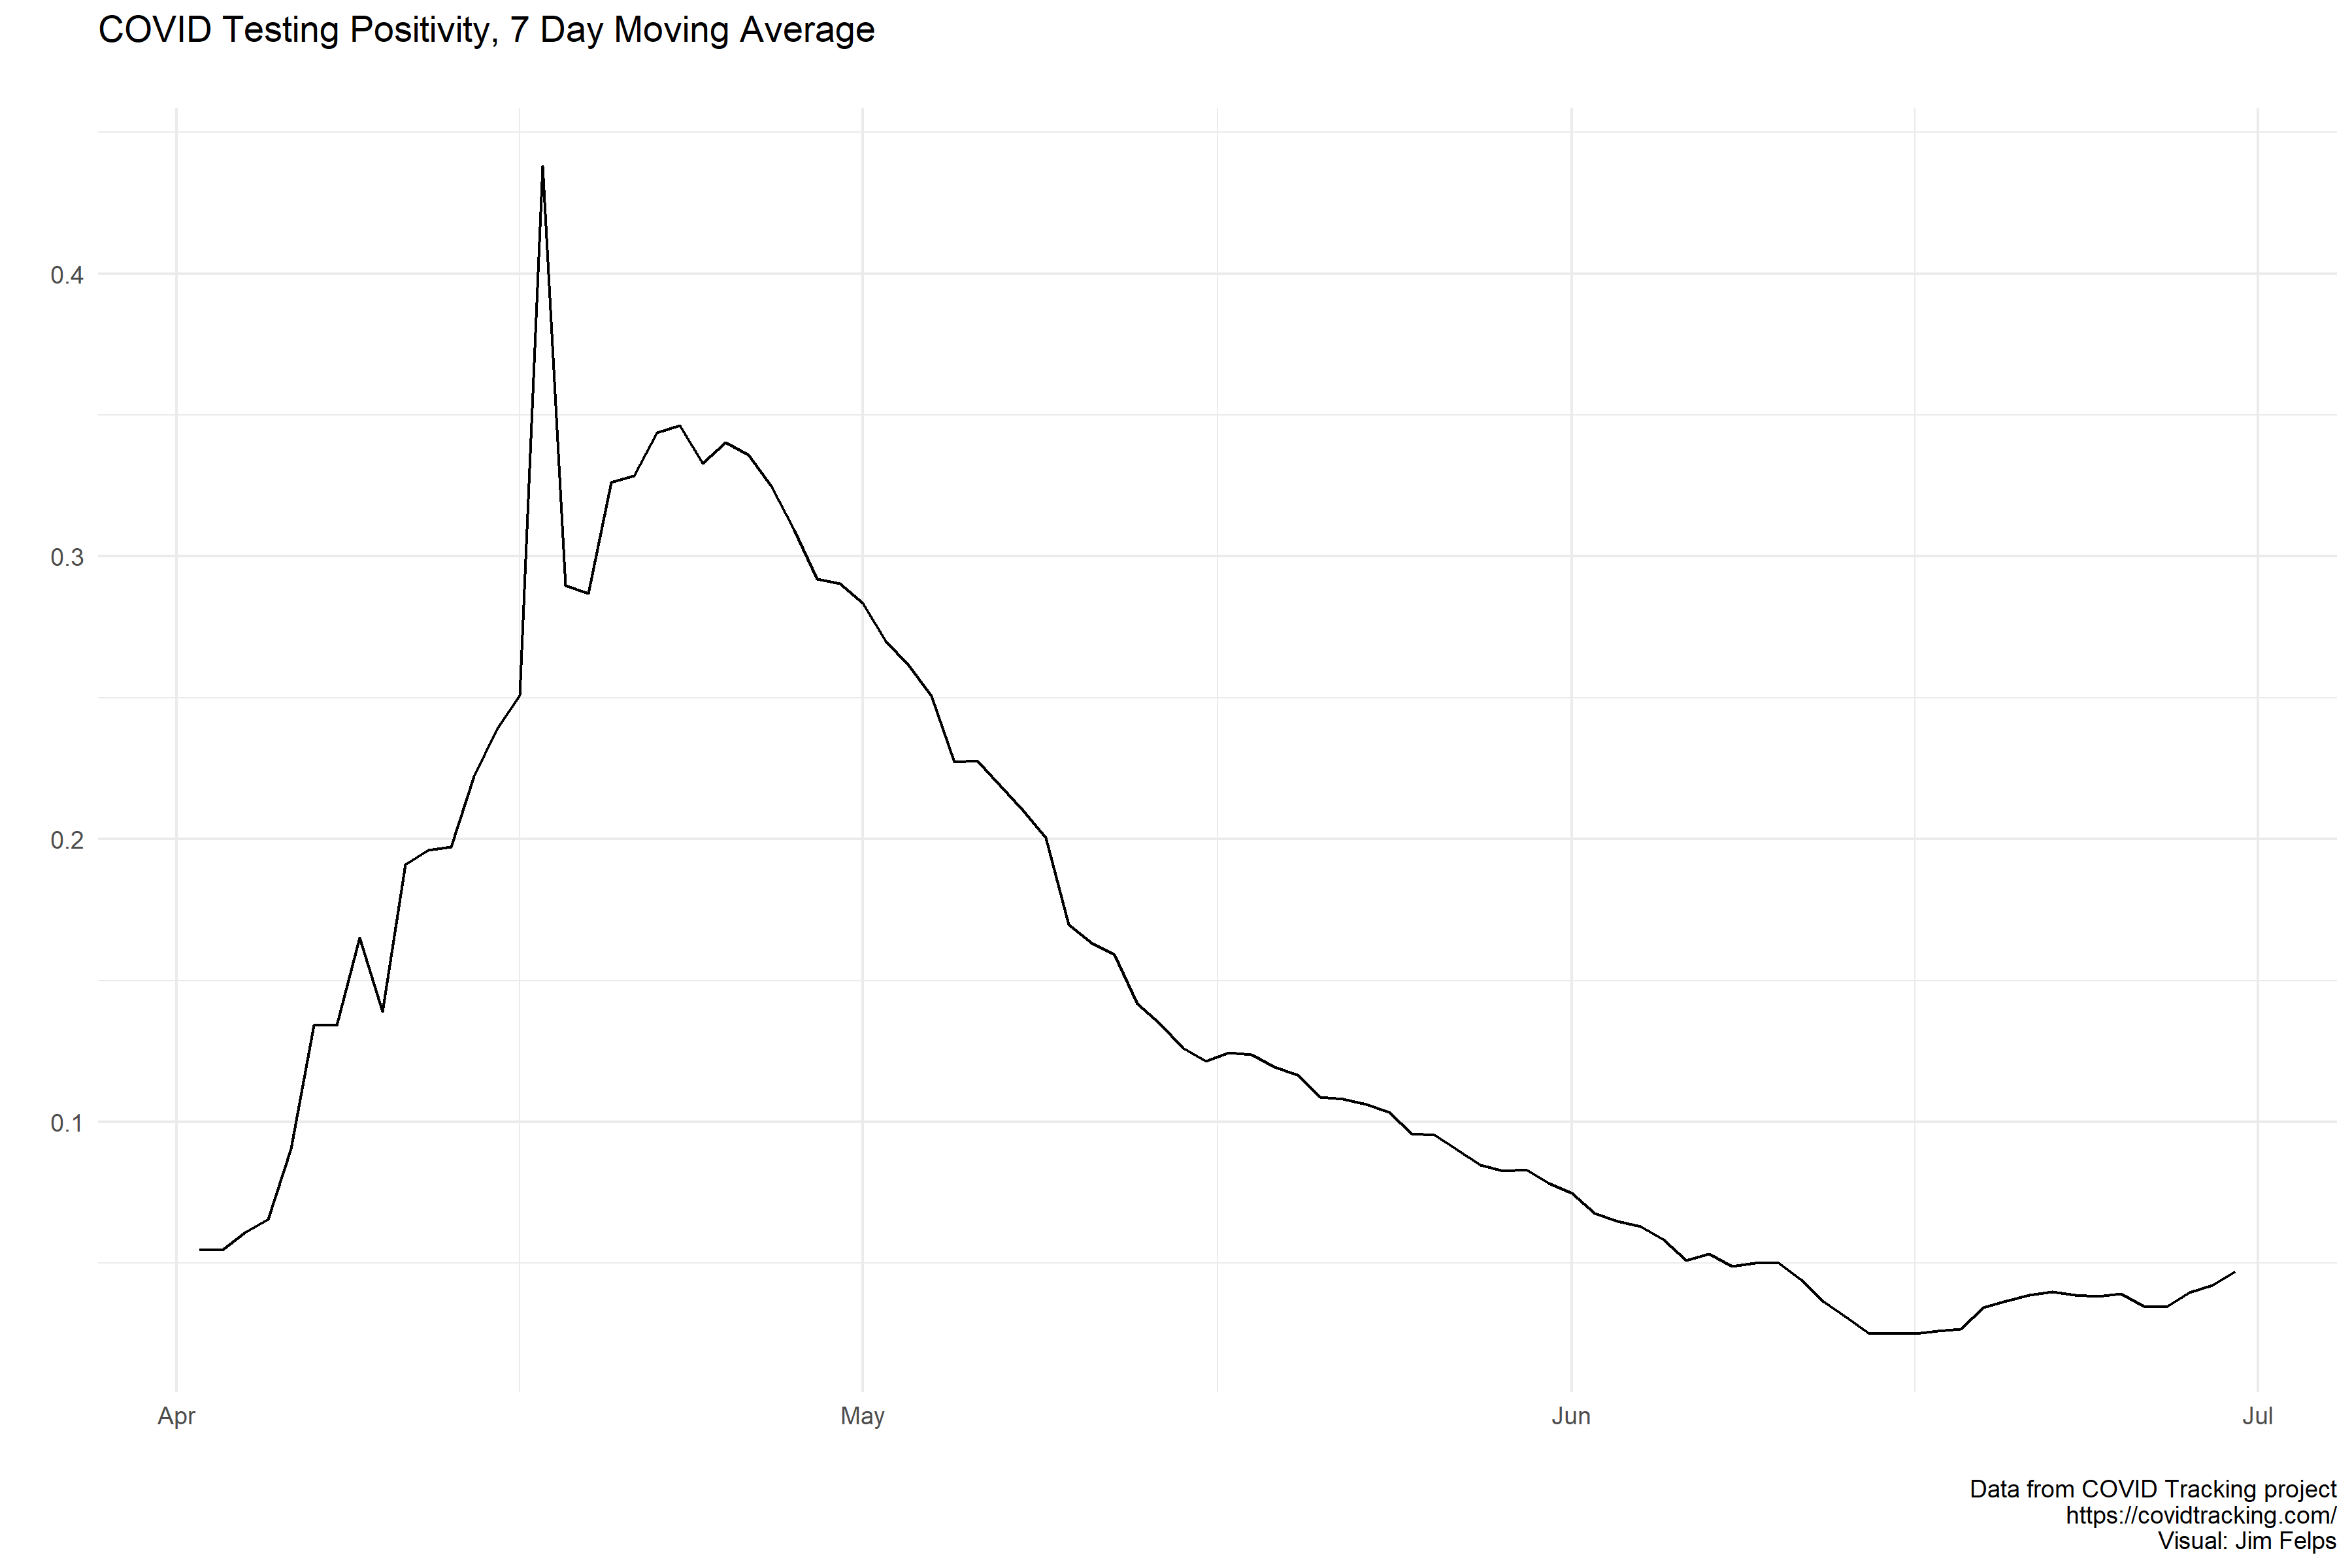 COVID Testing Positivity, 7 Day Moving Average
0.4
0.3
0.2
0.1
Apr
May
Jun
Jul
Data from COVID Tracking project
https://covidtracking.com/
Visual: Jim Felps